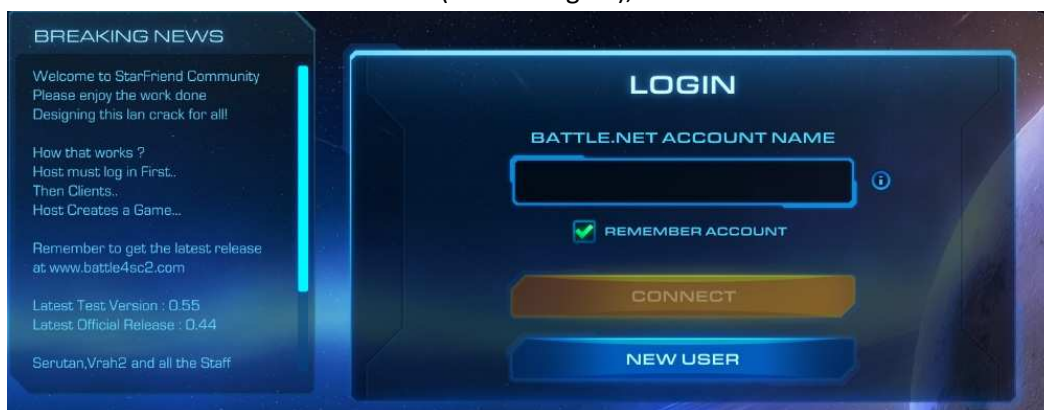 BREAKING NEWS
Welcome to StarFriend Community
Please enjoy the work done
Designing this lan crack for all!
How that works ?
Host must log in First..
Then Clients..
Host Creates a Game...
Remember to get the latest release
at www.battle4sc2.com
Latest Test Version : 0.55
Latest Official Release : 0.44
Serutan,Vrah2 and all the Staff
LOGIN
BATTLE.NET ACCOUNT NAME
REMEMBER ACCOUNT
CONNECT
NEW USER